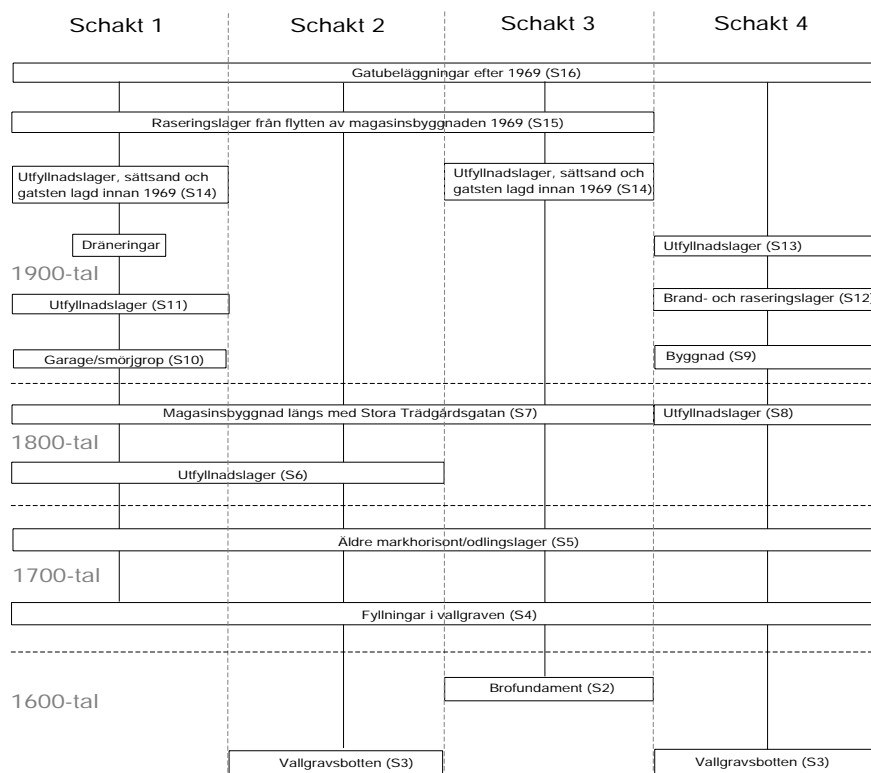 Schakt 1
Schakt 2
Schakt 3
Schakt 4
Gatubeläggningar efter 1969 (S16)
Raseringslager från flytten av magasinsbyggnaden 1969 (S15)
Utfyllnadslager, sättsand och
gatsten lagd innan 1969 (S14)
Utfyllnadslager, sättsand och
gatsten lagd innan 1969 (S14)
Dräneringar
Utfyllnadslager (S13)
1900-tal
Utfyllnadslager (S11)
Brand- och raseringslager (S12)
Garage/smörjgrop (S10)
Byggnad (S9)
Magasinsbyggnad längs med Stora Trädgårdsgatan (S7)
Utfyllnadslager (S8)
1800-tal
Utfyllnadslager (S6)
Äldre markhorisont/odlingslager (S5)
1700-tal
Fyllningar i vallgraven (S4)
1600-tal
Brofundament (S2)
Vallgravsbotten (S3)
Vallgravsbotten (S3)